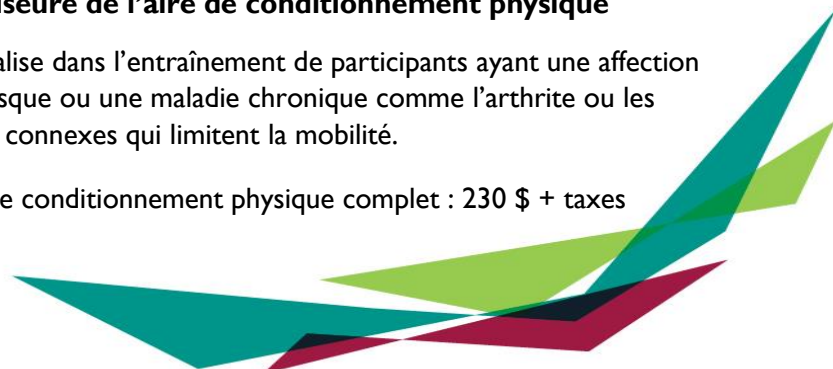 iseure de l'aire de conditionnement physique
alise dans l'entraînement de participants ayant une affection
sque ou une maladie chronique comme l'arthrite ou les
connexes qui limitent la mobilité.
e conditionnement physique complet : 230 $ + taxes